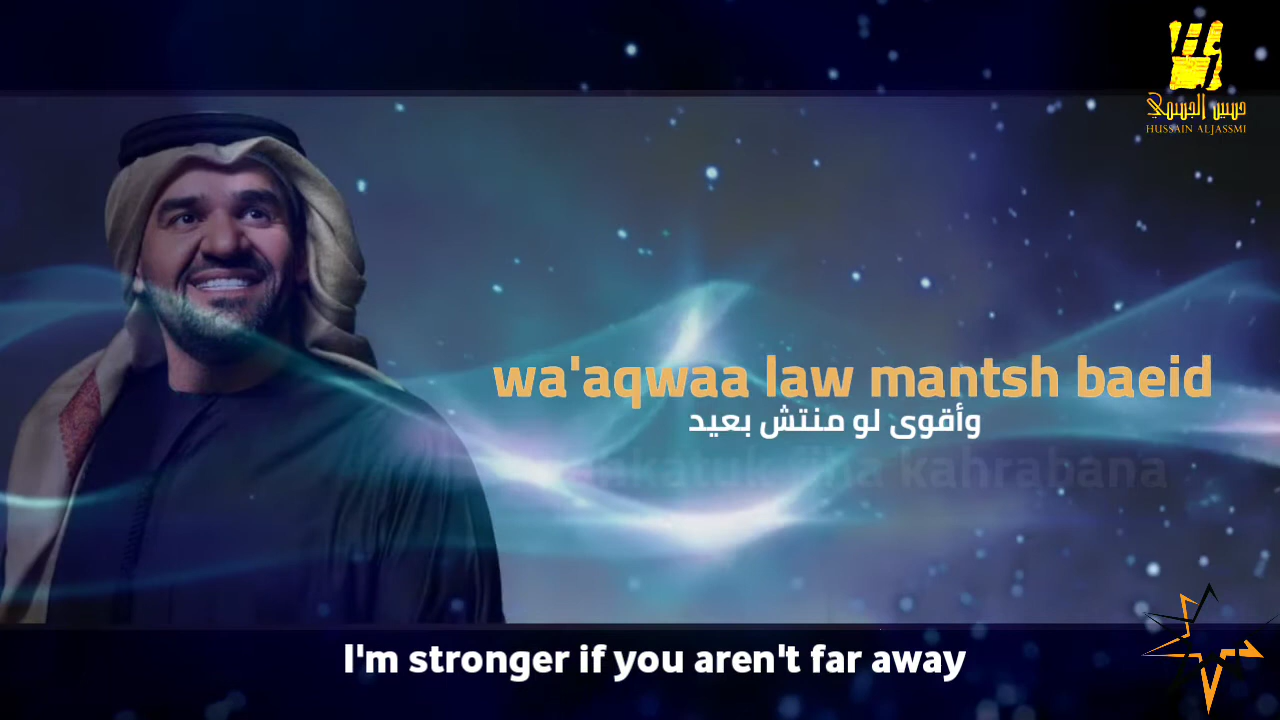 حسين الجسمي
HUSSAIN ALJASSMI
wa'aqwaa law mantsh baeid
وأقوى لو منتش بعيد
kahrabana
I'm stronger if you aren't far away